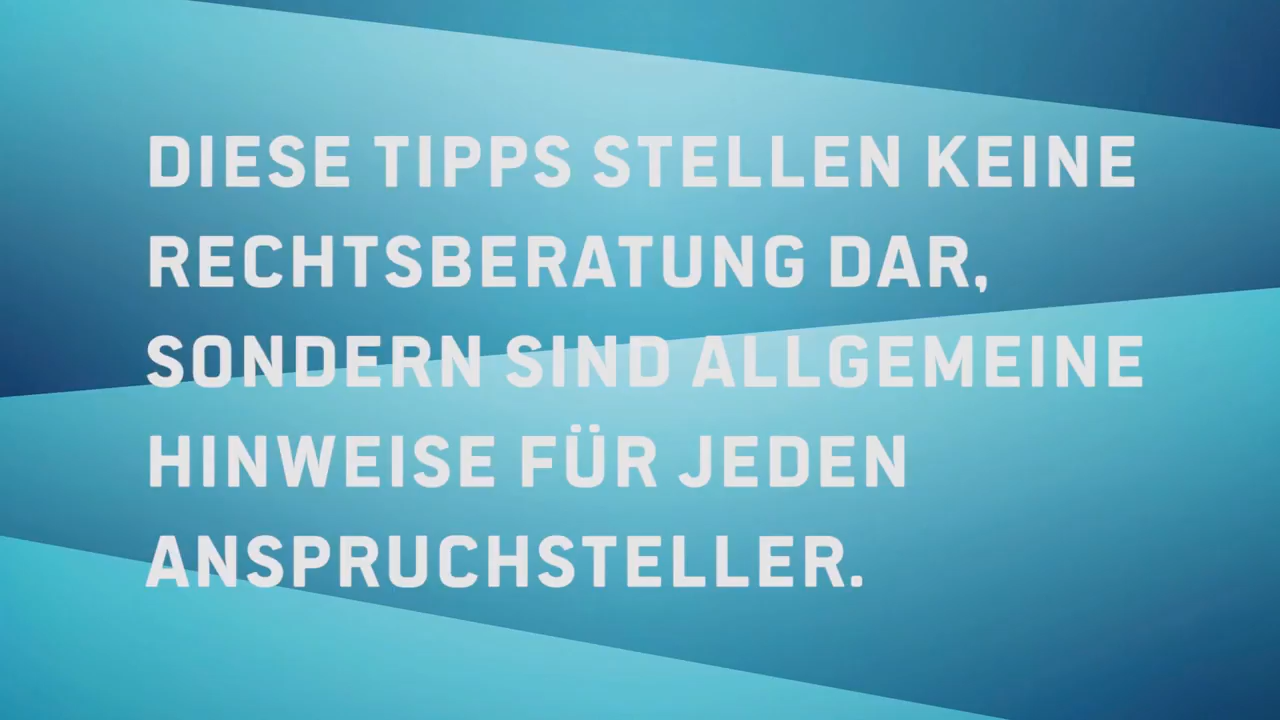 DIESE TIPPS STELLEN KEINE
RECHTSBERATUNG DAR,
SONDERN SIND ALLGEMEINE
HINWEISE FÜR JEDEN
ANSPRUCHSTELLER.